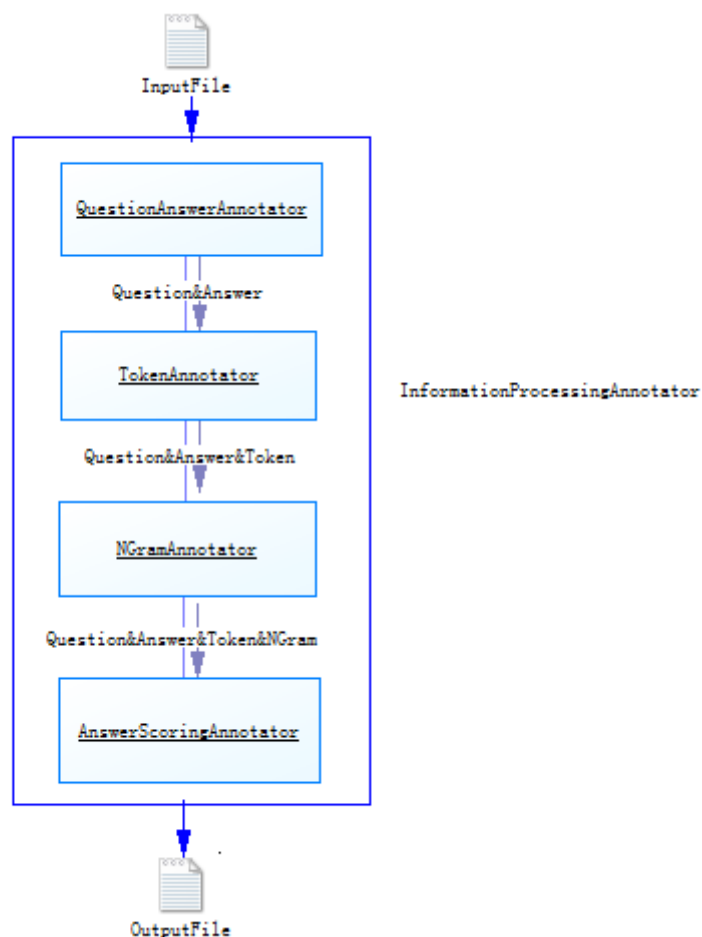 InputFile
QuestionAnswerAnnotator
Question&Answer
TokenAnnotator
InformationProcessingAnnotator
Question&Answer&Token
NGramAnnotator
Question&Answer&Token&NGram
AnswerScoringAnnotator
OutputFile